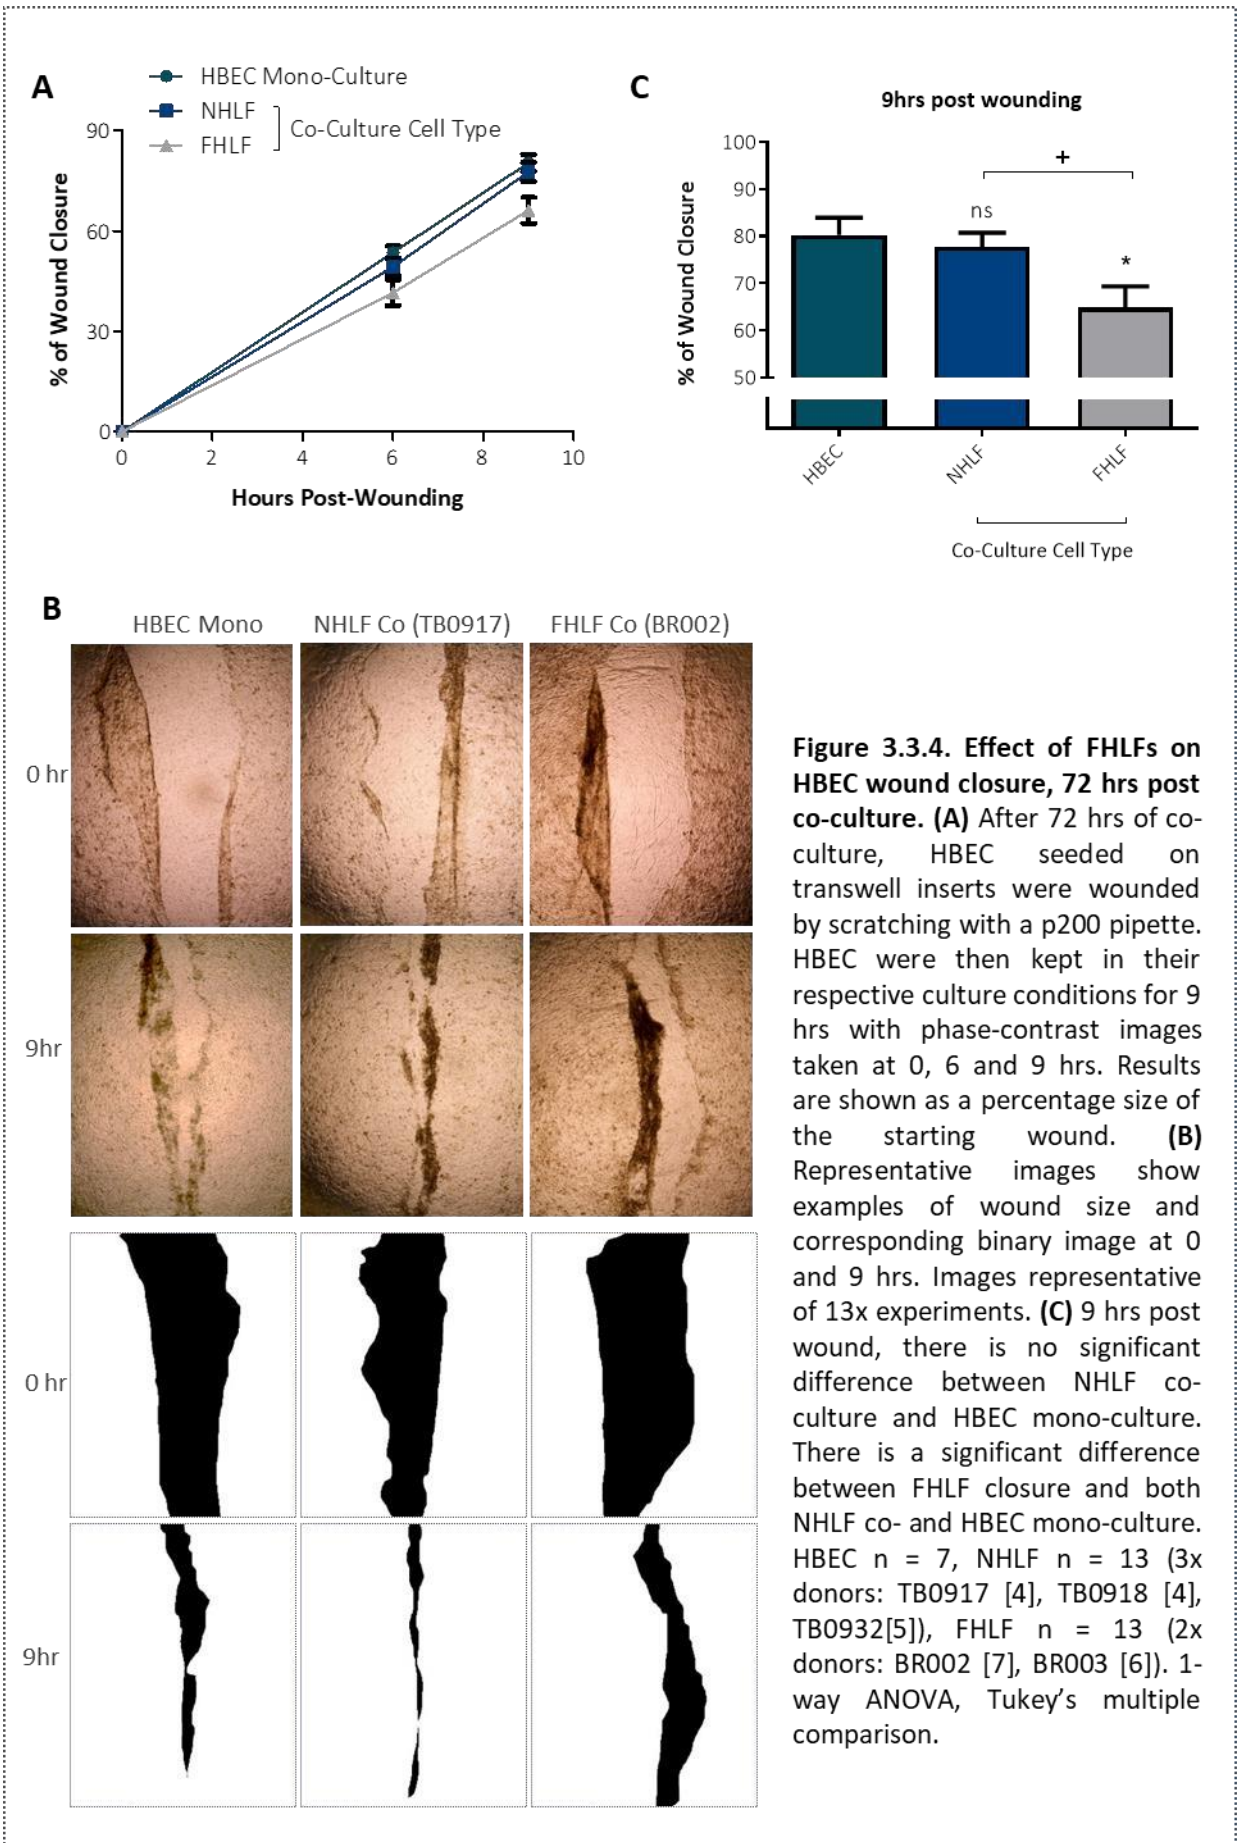 A
HBEC Mono-Culture
NHLF
FHLF
Co-Culture Cell Type
% of Wound Closure
90
60
30
0
0 2 4 6 8 10
Hours Post-Wounding
C
9hrs post wounding
% of Wound Closure
100
90
80
70
60
50
+
ns
*
HBEC
NHLF
FHLF
Co-Culture Cell Type
B
HBEC Mono NHLF Co (TB0917) FHLF Co (BR002)
0 hr
9hr
0 hr
9hr
Figure 3.3.4. Effect of FHLFs on
HBEC wound closure, 72 hrs post
co-culture. (A) After 72 hrs of co-
culture, HBEC seeded on
transwell inserts were wounded
by scratching with a p200 pipette.
HBEC were then kept in their
respective culture conditions for 9
hrs with phase-contrast images
taken at 0, 6 and 9 hrs. Results
are shown as a percentage size of
the starting wound. (B)
Representative images show
examples of wound size and
corresponding binary image at 0
and 9 hrs. Images representative
of 13x experiments. (C) 9 hrs post
wound, there is no significant
difference between NHLF co-
culture and HBEC mono-culture.
There is a significant difference
between FHLF closure and both
NHLF co- and HBEC mono-culture.
HBEC n = 7, NHLF n = 13 (3x
donors: TB0917 [4], TB0918 [4],
TB0932[5]), FHLF n = 13 (2x
donors: BR002 [7], BR003 [6]). 1-
way ANOVA, Tukey’s multiple
comparison.